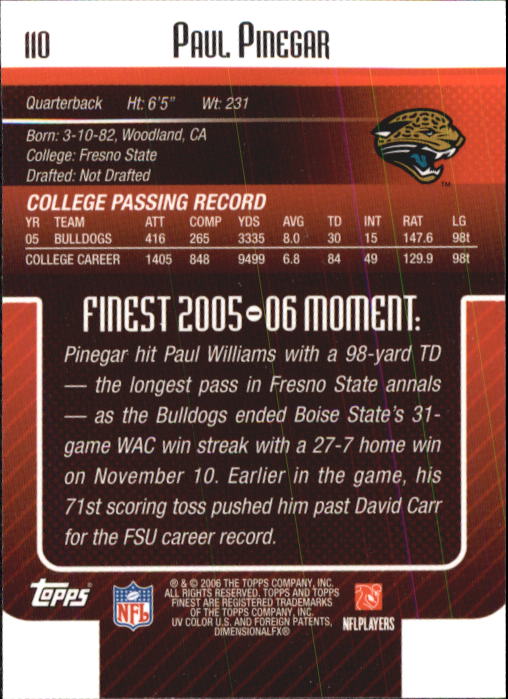 110
PAUL PINEGAR
Quarterback Ht: 6'5" Wt: 231
Born: 3-10-82, Woodland, CA
College: Fresno State
Drafted: Not Drafted
TM
COLLEGE PASSING RECORD
YR TEAM ATT COMP YDS AVG TD INT RAT LG
05 BULLDOGS 416 265 3335 8.0 30 15 147.6 98t
COLLEGE CAREER 1405 848 9499 6.8 84 49 129.9 98t
FINEST 2005-06 MOMENT:
Pinegar hit Paul Williams with a 98-yard TD
— the longest pass in Fresno State annals
— as the Bulldogs ended Boise State's 31-
game WAC win streak with a 27-7 home win
on November 10. Earlier in the game, his
71st scoring toss pushed him past David Carr
for the FSU career record.
Topps®
NFL
® & © 2006 THE TOPPS COMPANY, INC.
ALL RIGHTS RESERVED. TOPPS AND TOPPS
FINEST ARE REGISTERED TRADEMARKS
OF THE TOPPS COMPANY, INC.
UV COLOR U.S. AND FOREIGN PATENTS,
DIMENSIONALFX®
NFLPLAYERS